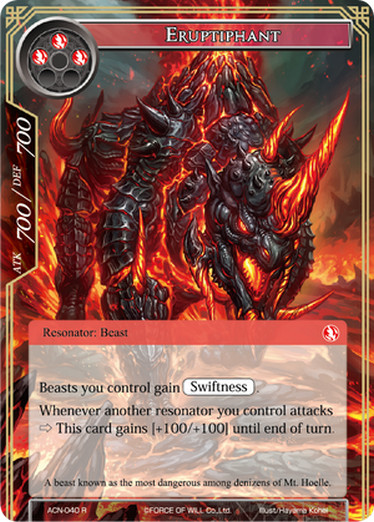 Eruptiphant
ATK 700 / DEF 700
Resonator: Beast
Beasts you control gain Swiftness
Whenever another resonator you control attacks
⇨ This card gains [+100/+100] until end of turn.
A beast known as the most dangerous among denizens of Mt. Hoelle.
ACN-040 R ©FORCE OF WILL Co.,Ltd. Illust/Hayama Kohei